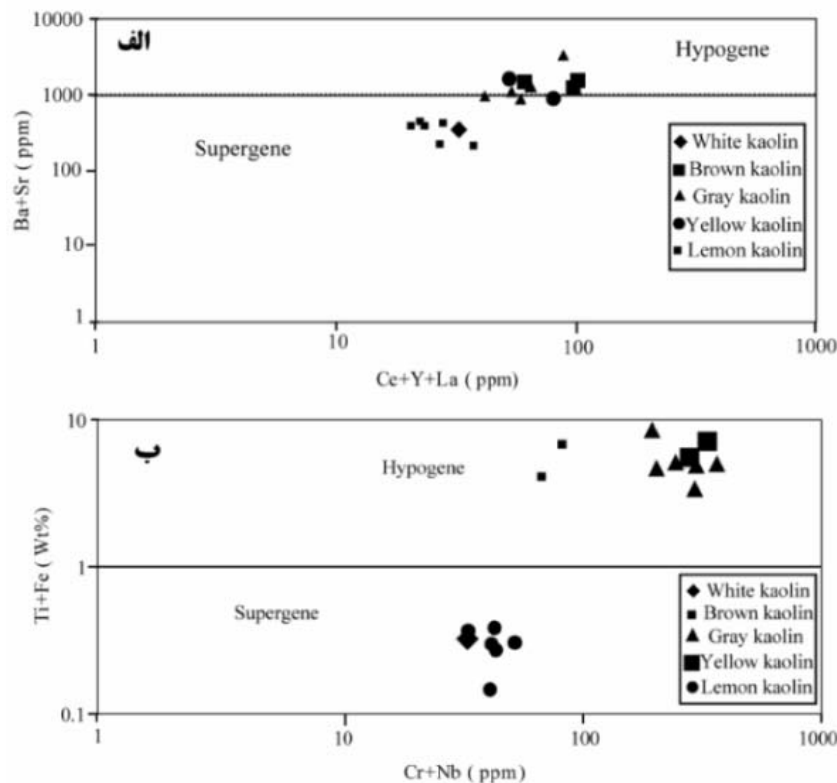 الف
10000
1000
100
10
1
Ba+Sr ( ppm)
Hypogene
Supergene
White kaolin
Brown kaolin
Gray kaolin
Yellow kaolin
Lemon kaolin
1
10
100
1000
Ce+Y+La ( ppm)
ب
10
1
0.1
Ti+Fe ( Wt%)
Hypogene
Supergene
White kaolin
Brown kaolin
Gray kaolin
Yellow kaolin
Lemon kaolin
1
10
100
1000
Cr+Nb ( ppm)